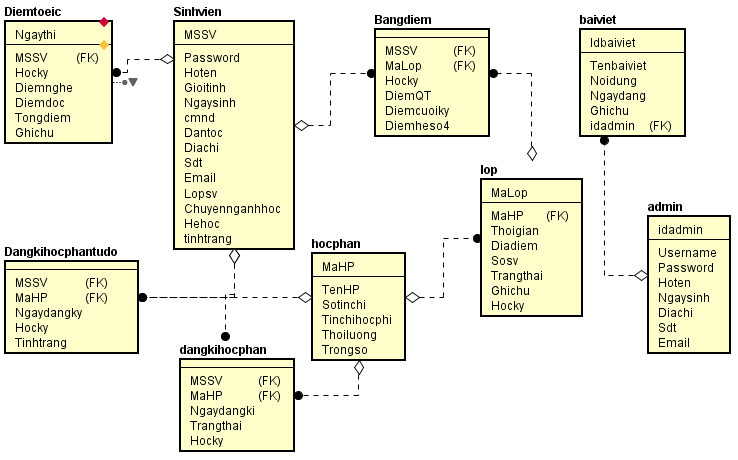 Diemtoeic
Ngaythi
MSSV (FK)
Hocky
Diemnghe
Diemdoc
Tongdiem
Ghichu
Sinhvien
MSSV
Password
Hoten
Gioitinh
Ngaysinh
cmnd
Dantoc
Diachi
Sdt
Email
Lopsv
Chuyennganhhoc
Hehoc
tinhtrang
Bangdiem
MSSV (FK)
MaLop (FK)
Hocky
DiemQT
Diemcuoiky
Diemheso4
baiviet
Idbaiviet
Tenbaiviet
Noidung
Ngaydang
Ghichu
idadmin (FK)
lop
MaLop
MaHP (FK)
Thoigian
Diadiem
Sosv
Trangthai
Ghichu
Hocky
admin
idadmin
Username
Password
Hoten
Ngaysinh
Diachi
Sdt
Email
Dangkihocphantudo
MSSV (FK)
MaHP (FK)
Ngaydangky
Hocky
Tinhtrang
hocphan
MaHP
TenHP
Sotinchi
Tinchihocphi
Thoiluong
Trongso
dangkihocphan
MSSV (FK)
MaHP (FK)
Ngaydangki
Trangthai
Hocky